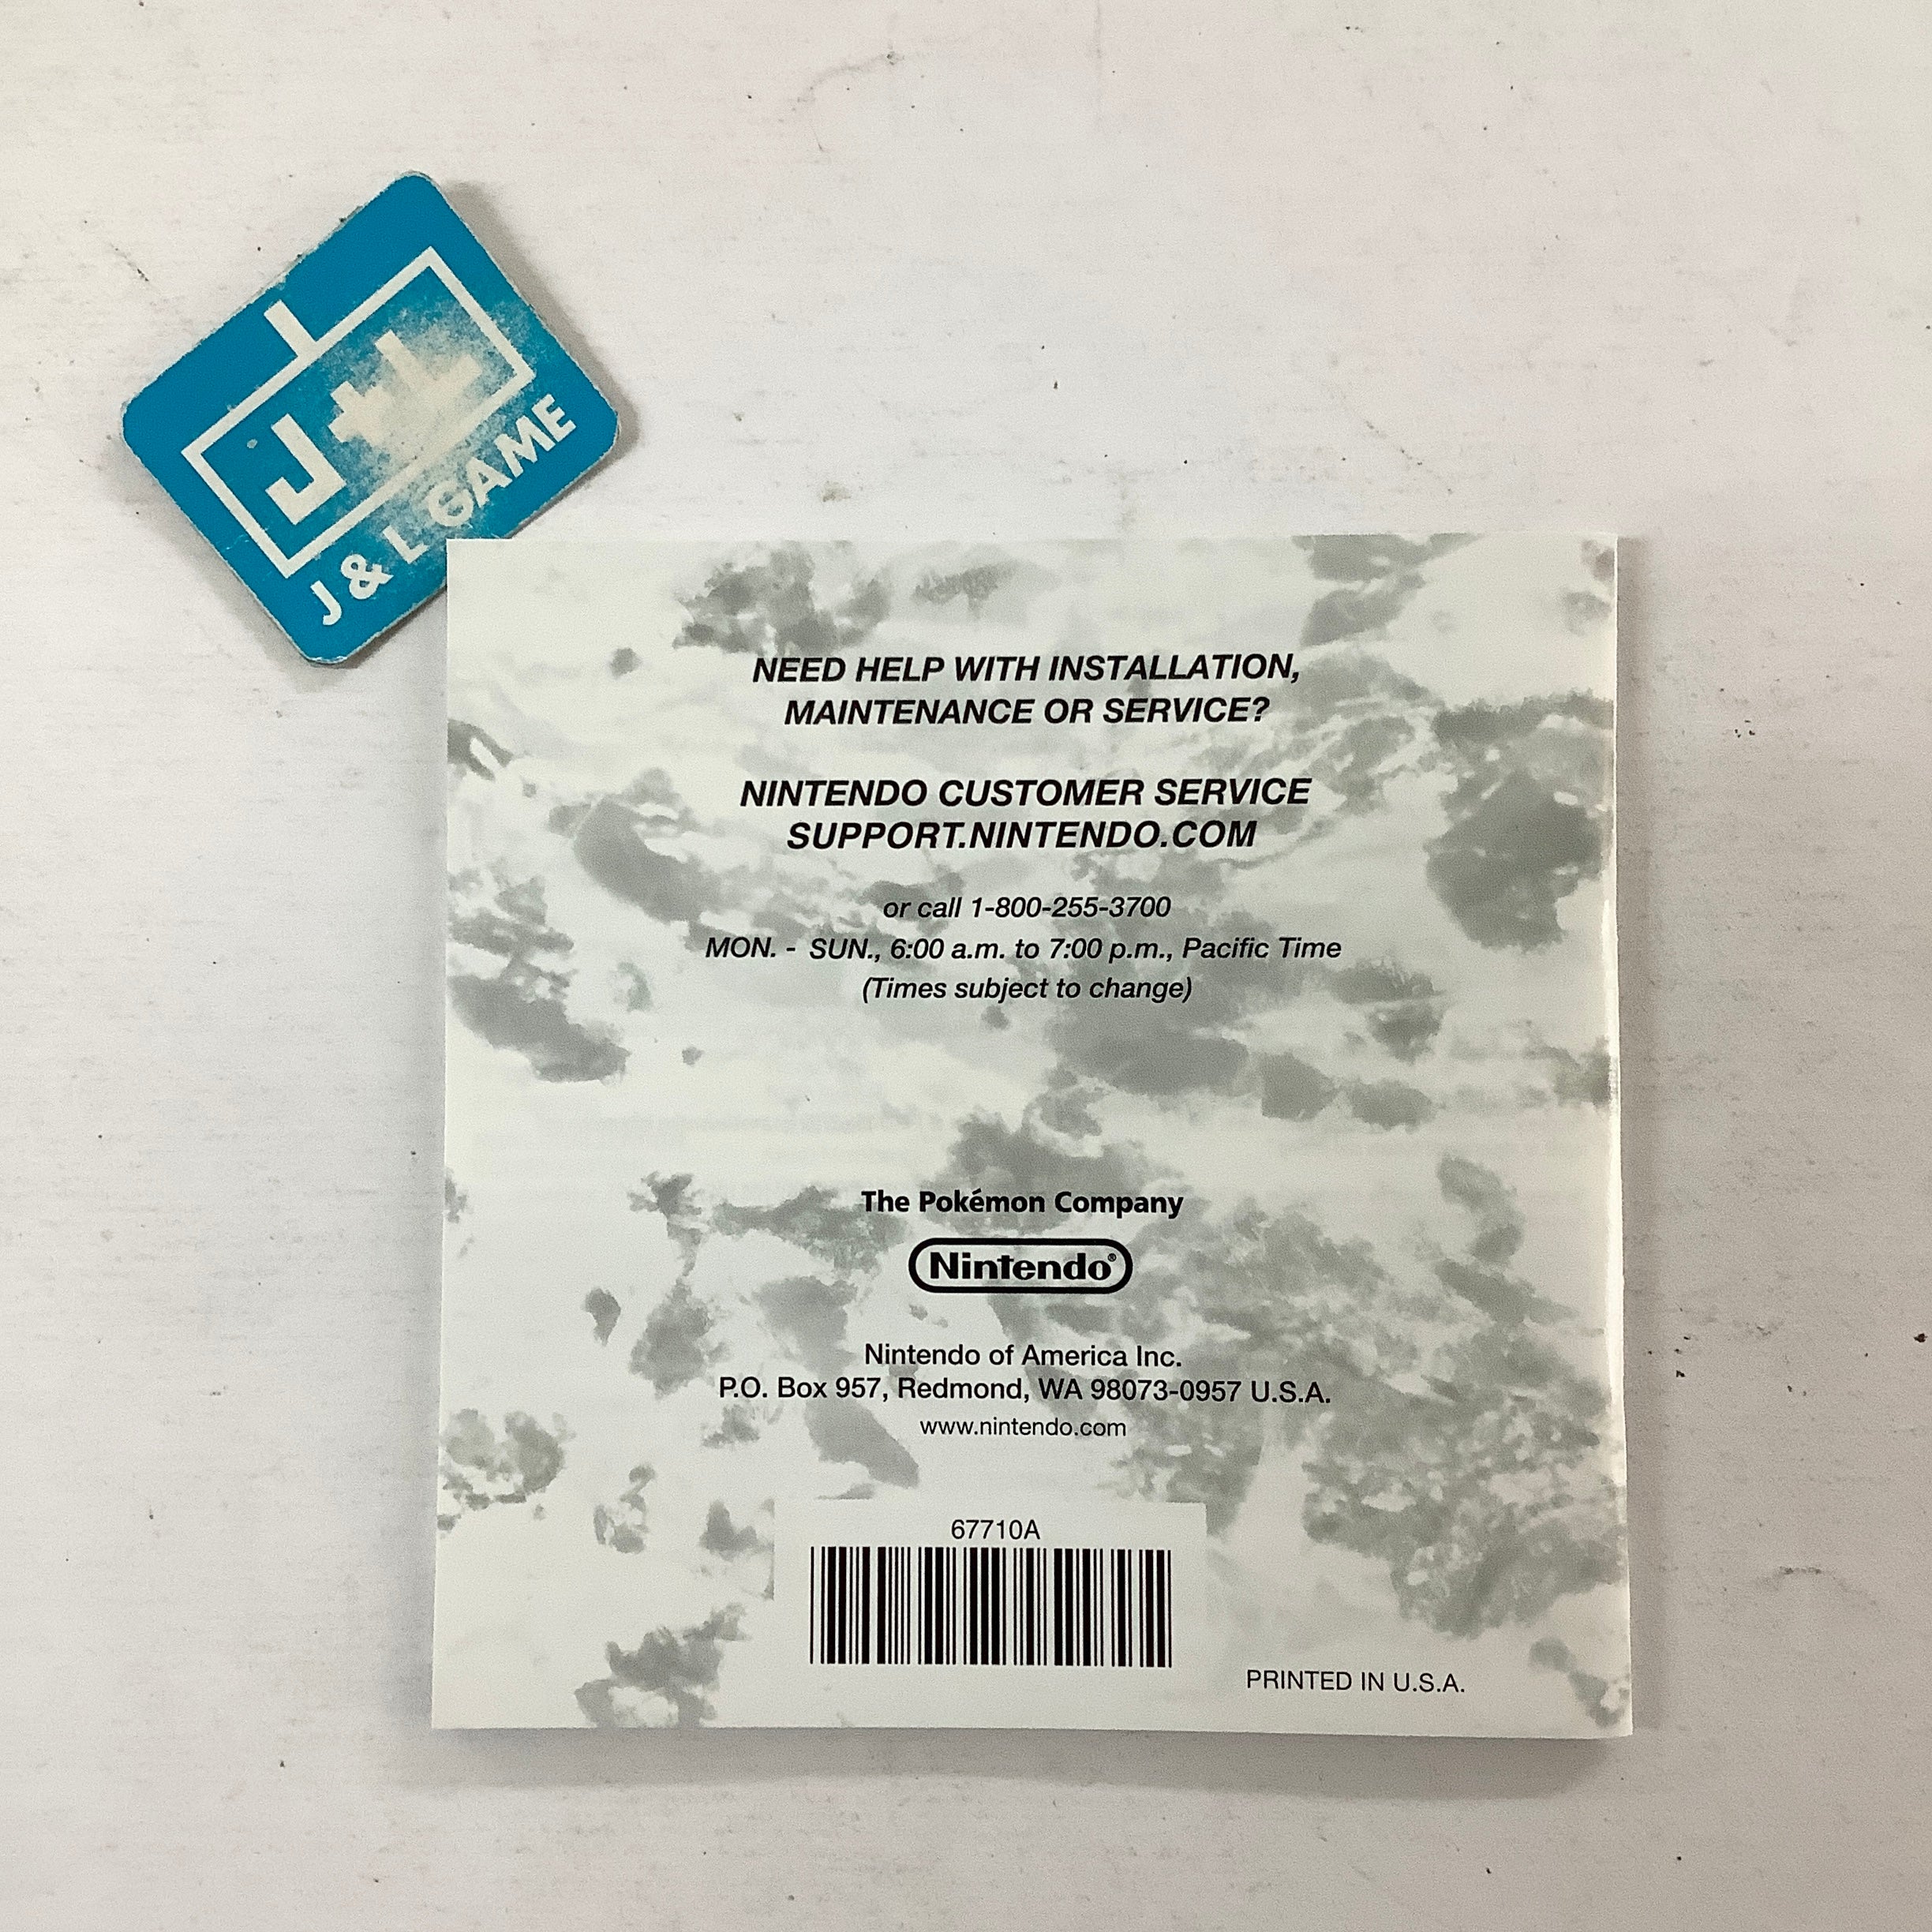 J+L
J & L GAME
NEED HELP WITH INSTALLATION,
MAINTENANCE OR SERVICE?
NINTENDO CUSTOMER SERVICE
SUPPORT.NINTENDO.COM
or call 1-800-255-3700
MON. - SUN., 6:00 a.m. to 7:00 p.m., Pacific Time
(Times subject to change)
The Pokémon Company
Nintendo®
Nintendo of America Inc.
P.O. Box 957, Redmond, WA 98073-0957 U.S.A.
www.nintendo.com
67710A
PRINTED IN U.S.A.